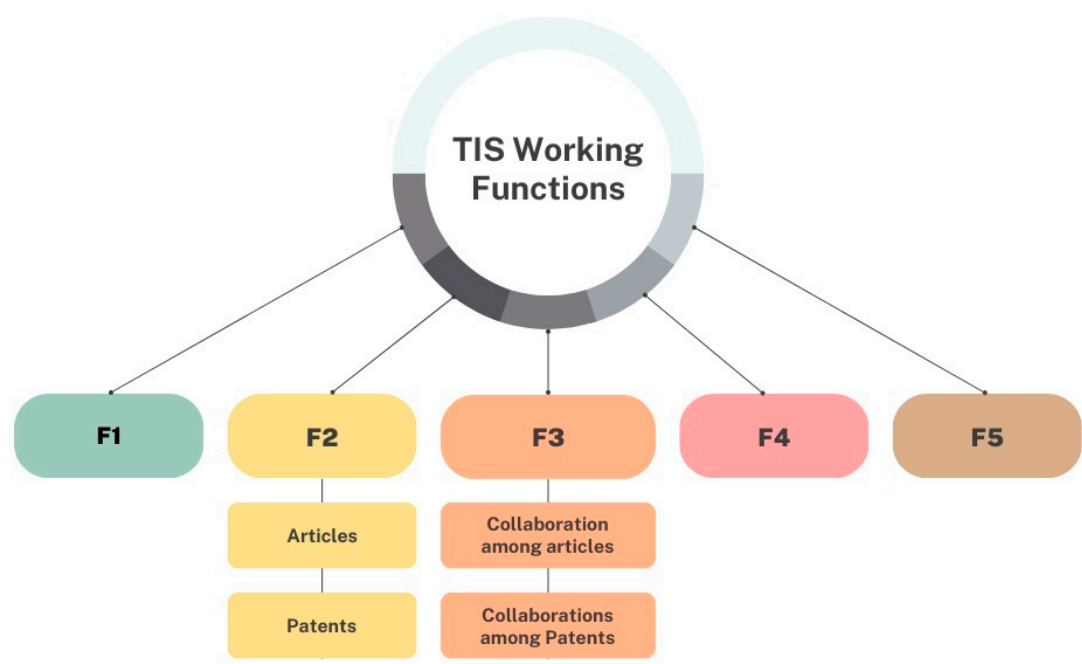 TIS Working
Functions
F1
F2
F3
F4
F5
Articles
Collaboration
among articles
Patents
Collaborations
among Patents